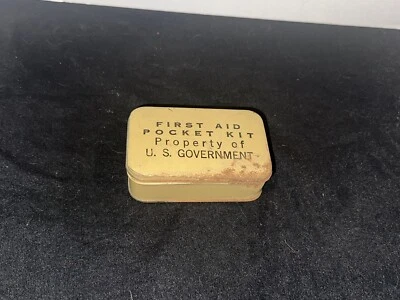 FIRST AID
POCKET KIT
Property of
U. S. GOVERNMENT